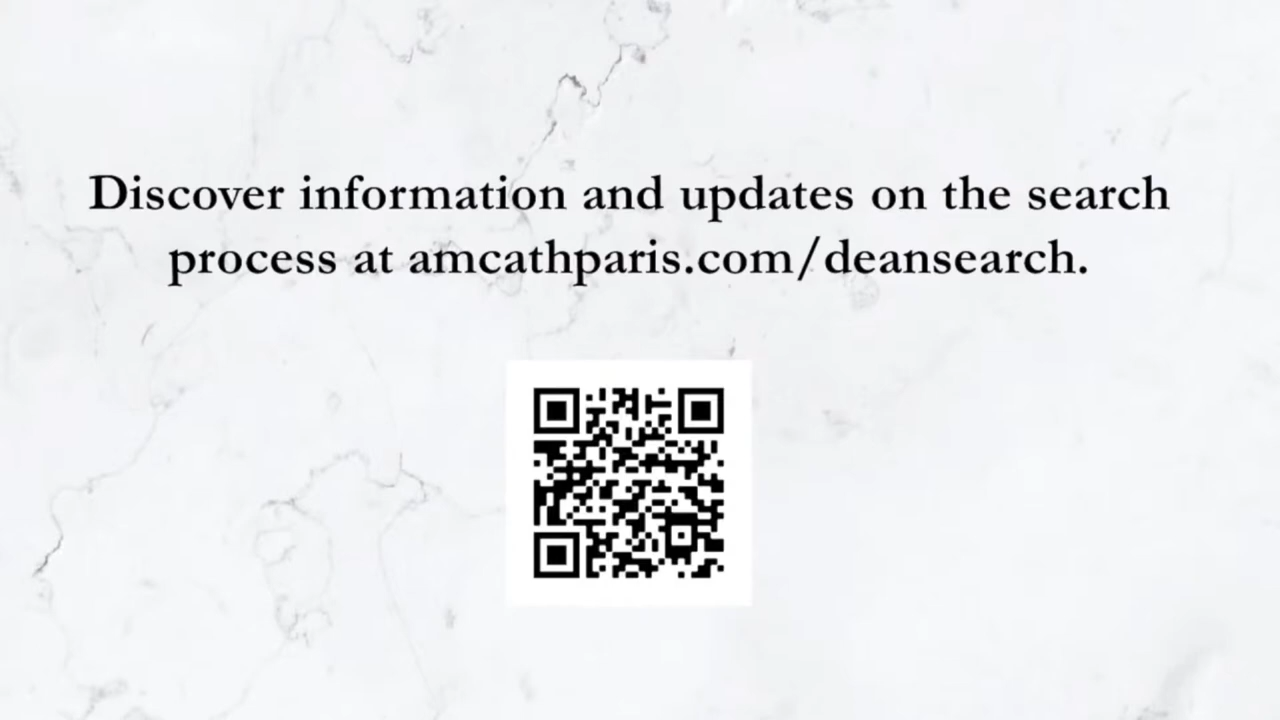 Discover information and updates on the search
process at amcathparis.com/deansearch.